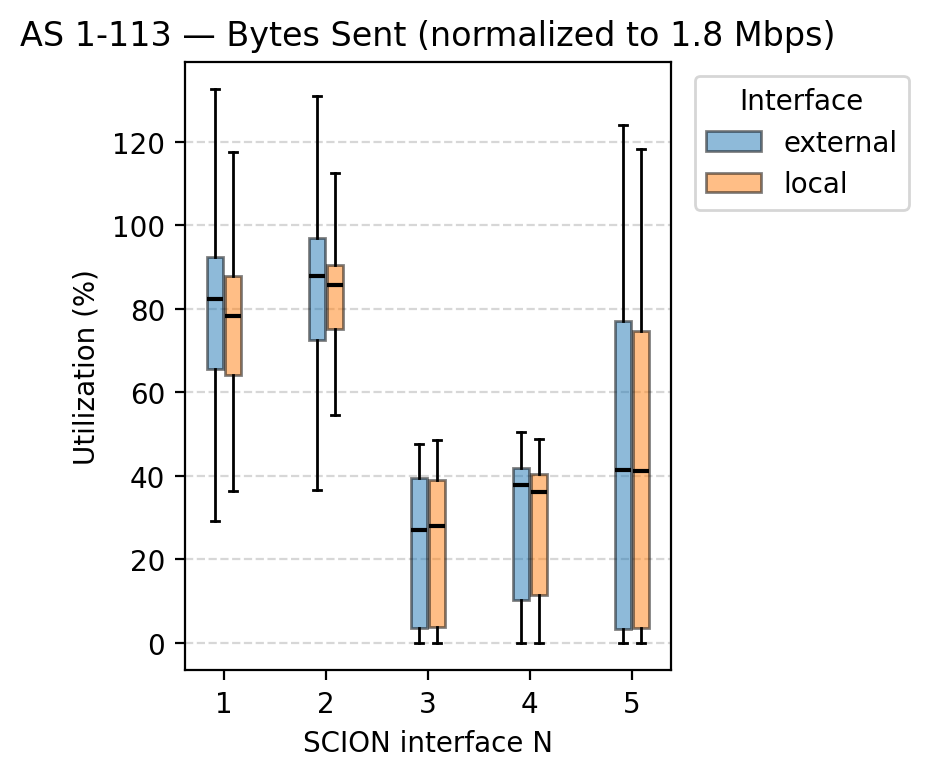 AS 1-113 — Bytes Sent (normalized to 1.8 Mbps)
Interface
external
local
Utilization (%)
120
100
80
60
40
20
0
1 2 3 4 5
SCION interface N